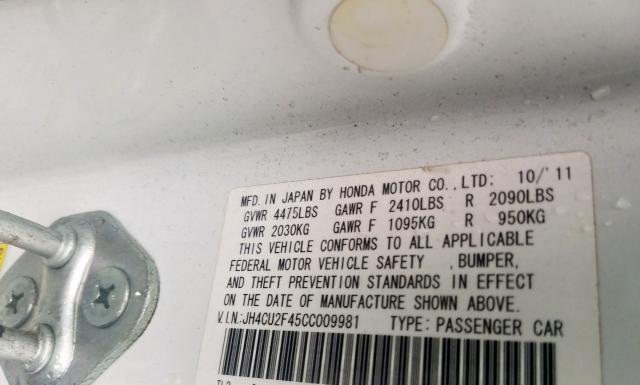 MFD.IN JAPAN BY HONDA MOTOR CO.,LTD; 10/'11
GVWR 4475LBS GAWR F 2410LBS R 2090LBS
GVWR 2030KG GAWR F 1095KG R 950KG
THIS VEHICLE CONFORMS TO ALL APPLICABLE
FEDERAL MOTOR VEHICLE SAFETY ,BUMPER,
AND THEFT PREVENTION STANDARDS IN EFFECT
ON THE DATE OF MANUFACTURE SHOWN ABOVE.
V.I.N.:JH4CU2F45CC009981 TYPE: PASSENGER CAR